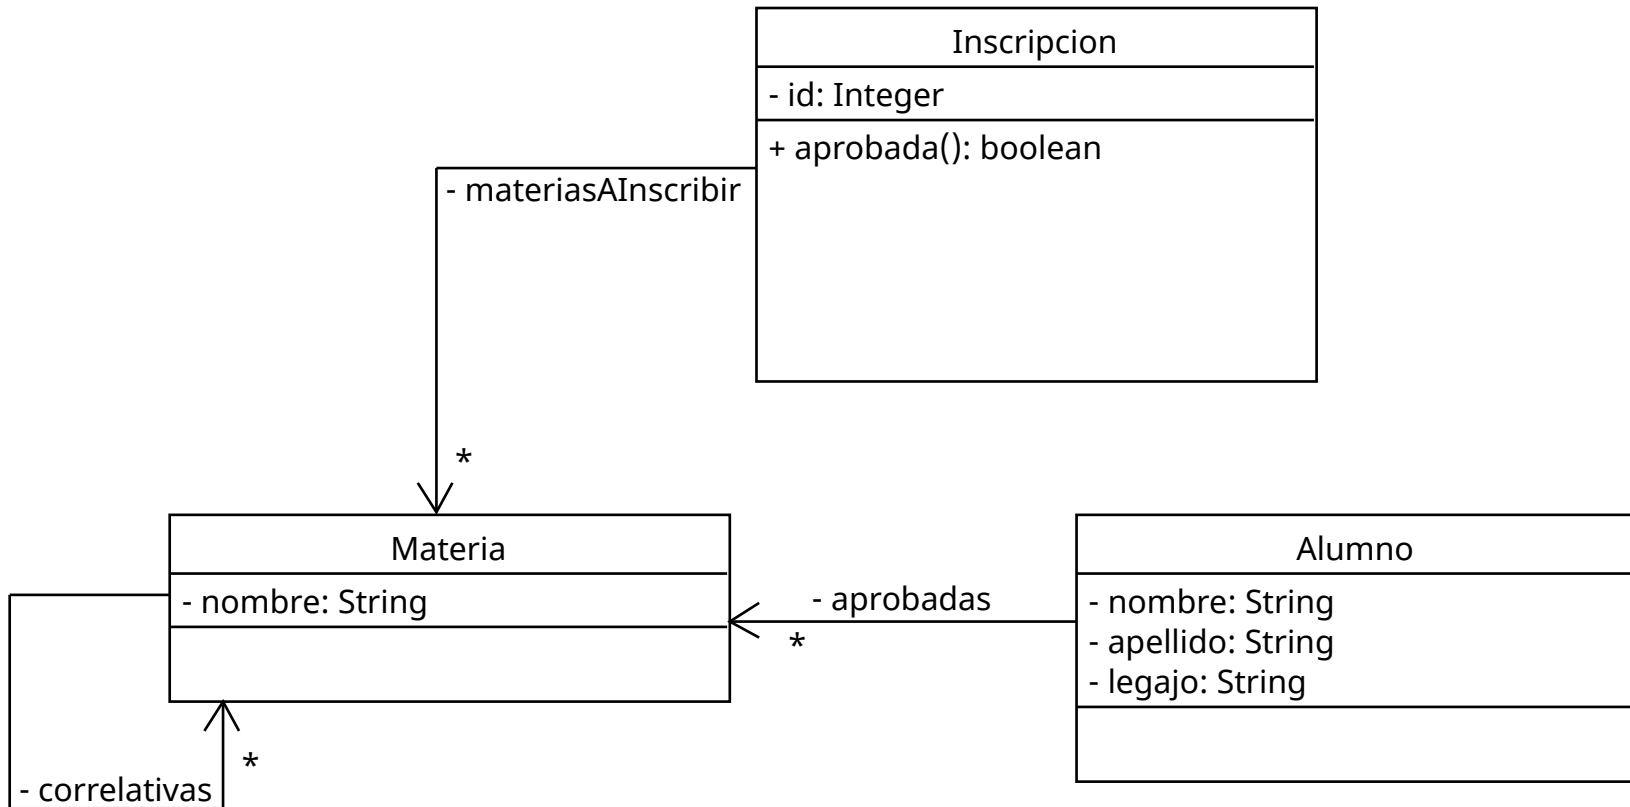 Inscripcion
- id: Integer
+ aprobada(): boolean
- materiasAInscribir
*
Materia
- nombre: String
- correlativas
*
- aprobadas
*
Alumno
- nombre: String
- apellido: String
- legajo: String